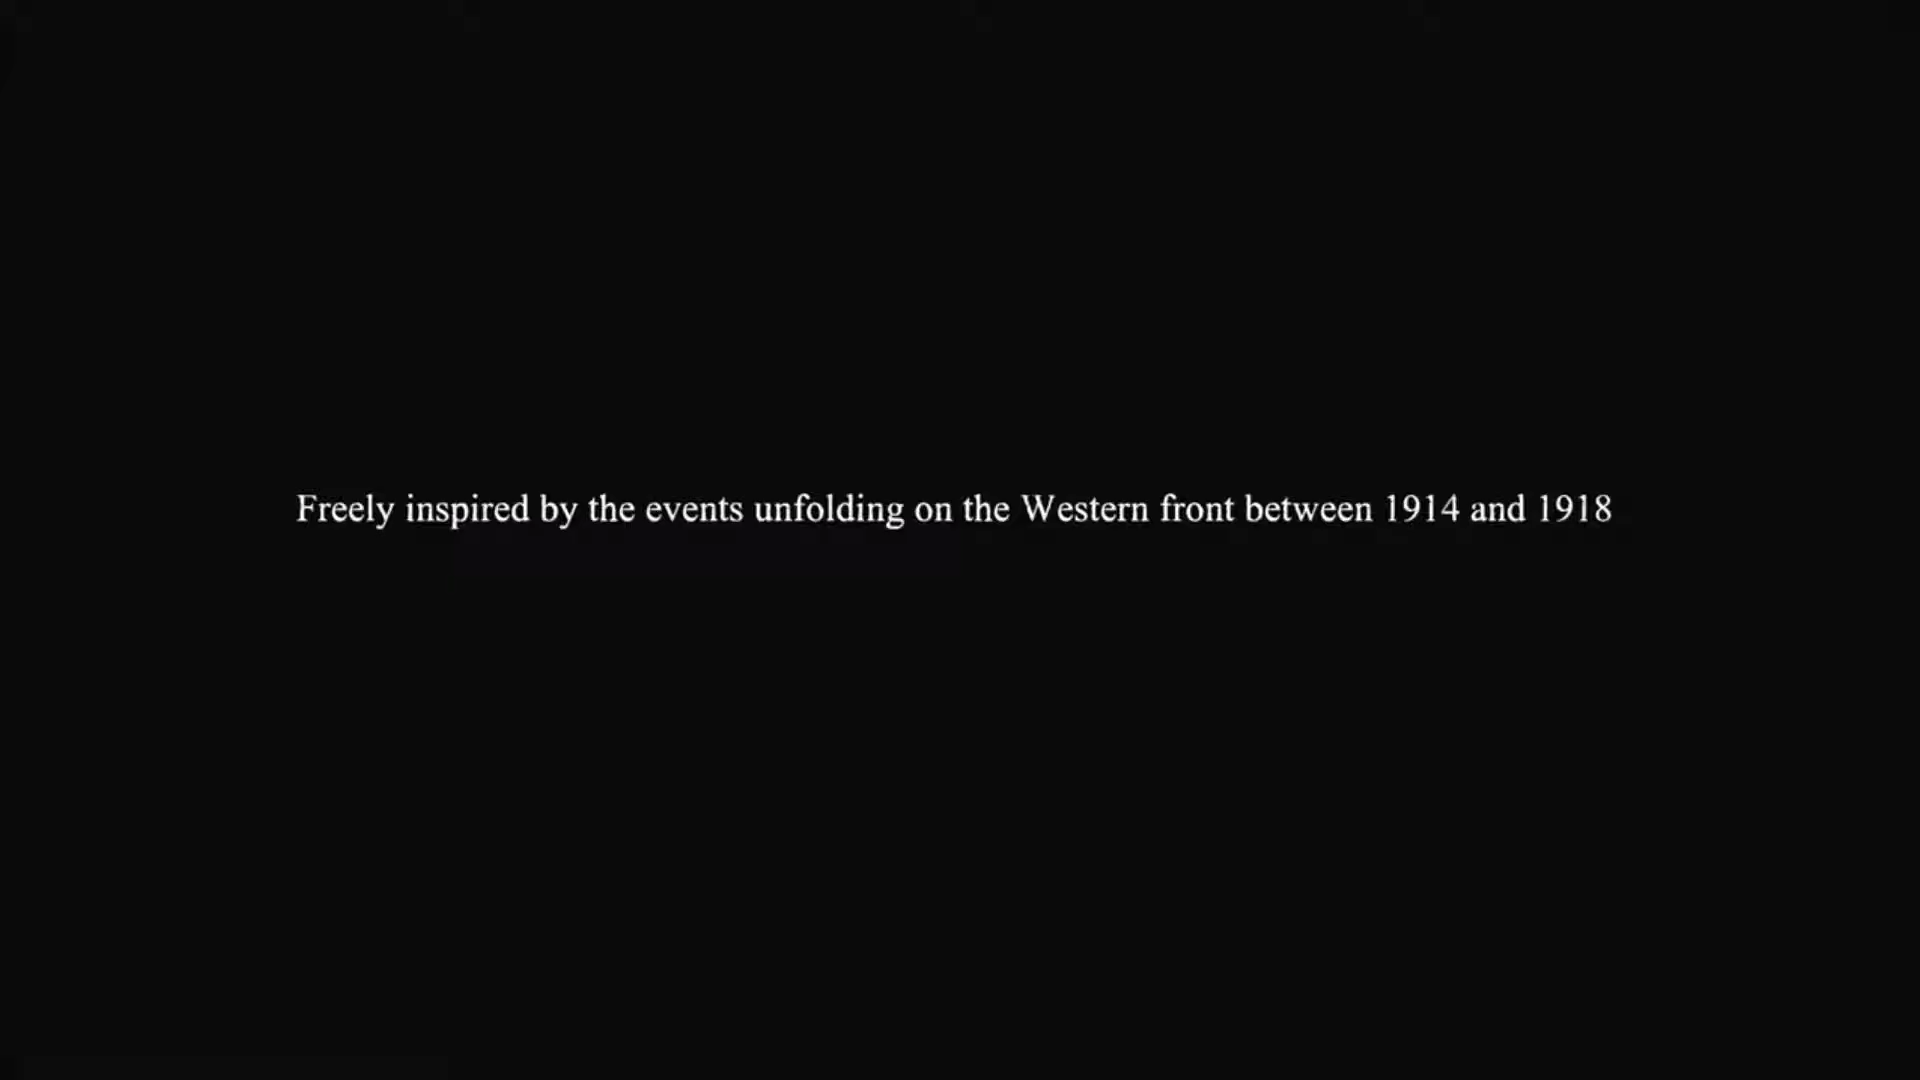 Freely inspired by the events unfolding on the Western front between 1914 and 1918